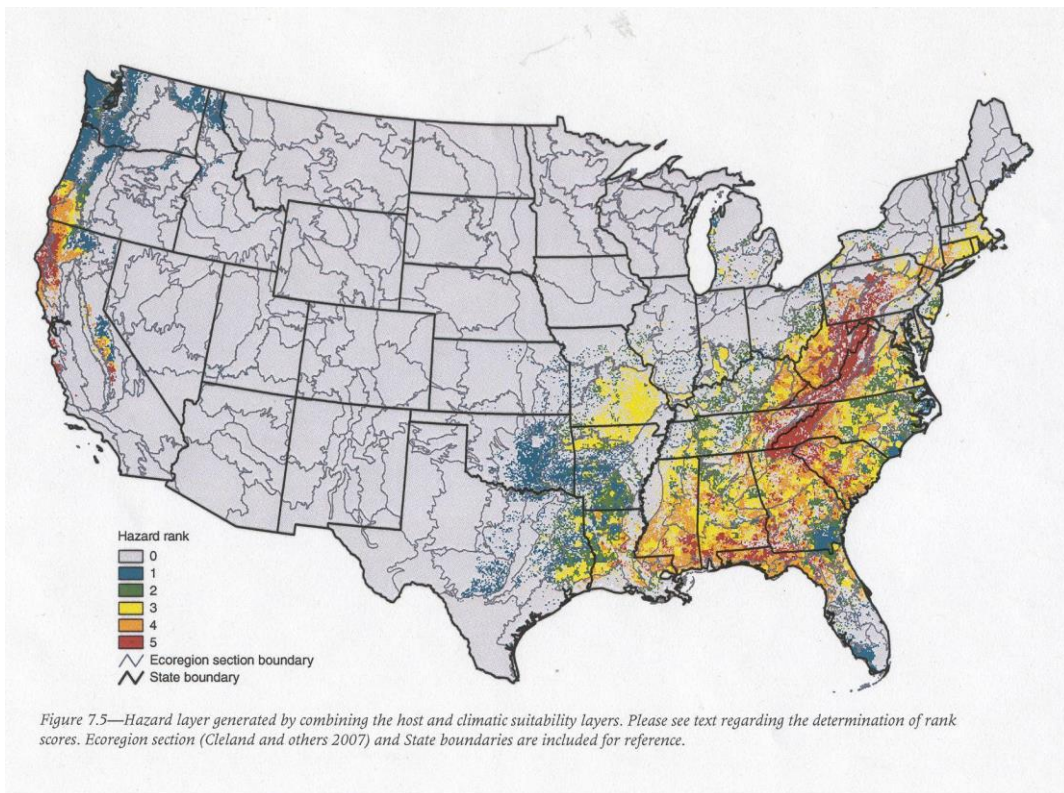 Hazard rank
0
1
2
3
4
5
Ecoregion section boundary
State boundary
Figure 7.5—Hazard layer generated by combining the host and climatic suitability layers. Please see text regarding the determination of rank
scores. Ecoregion section (Cleland and others 2007) and State boundaries are included for reference.